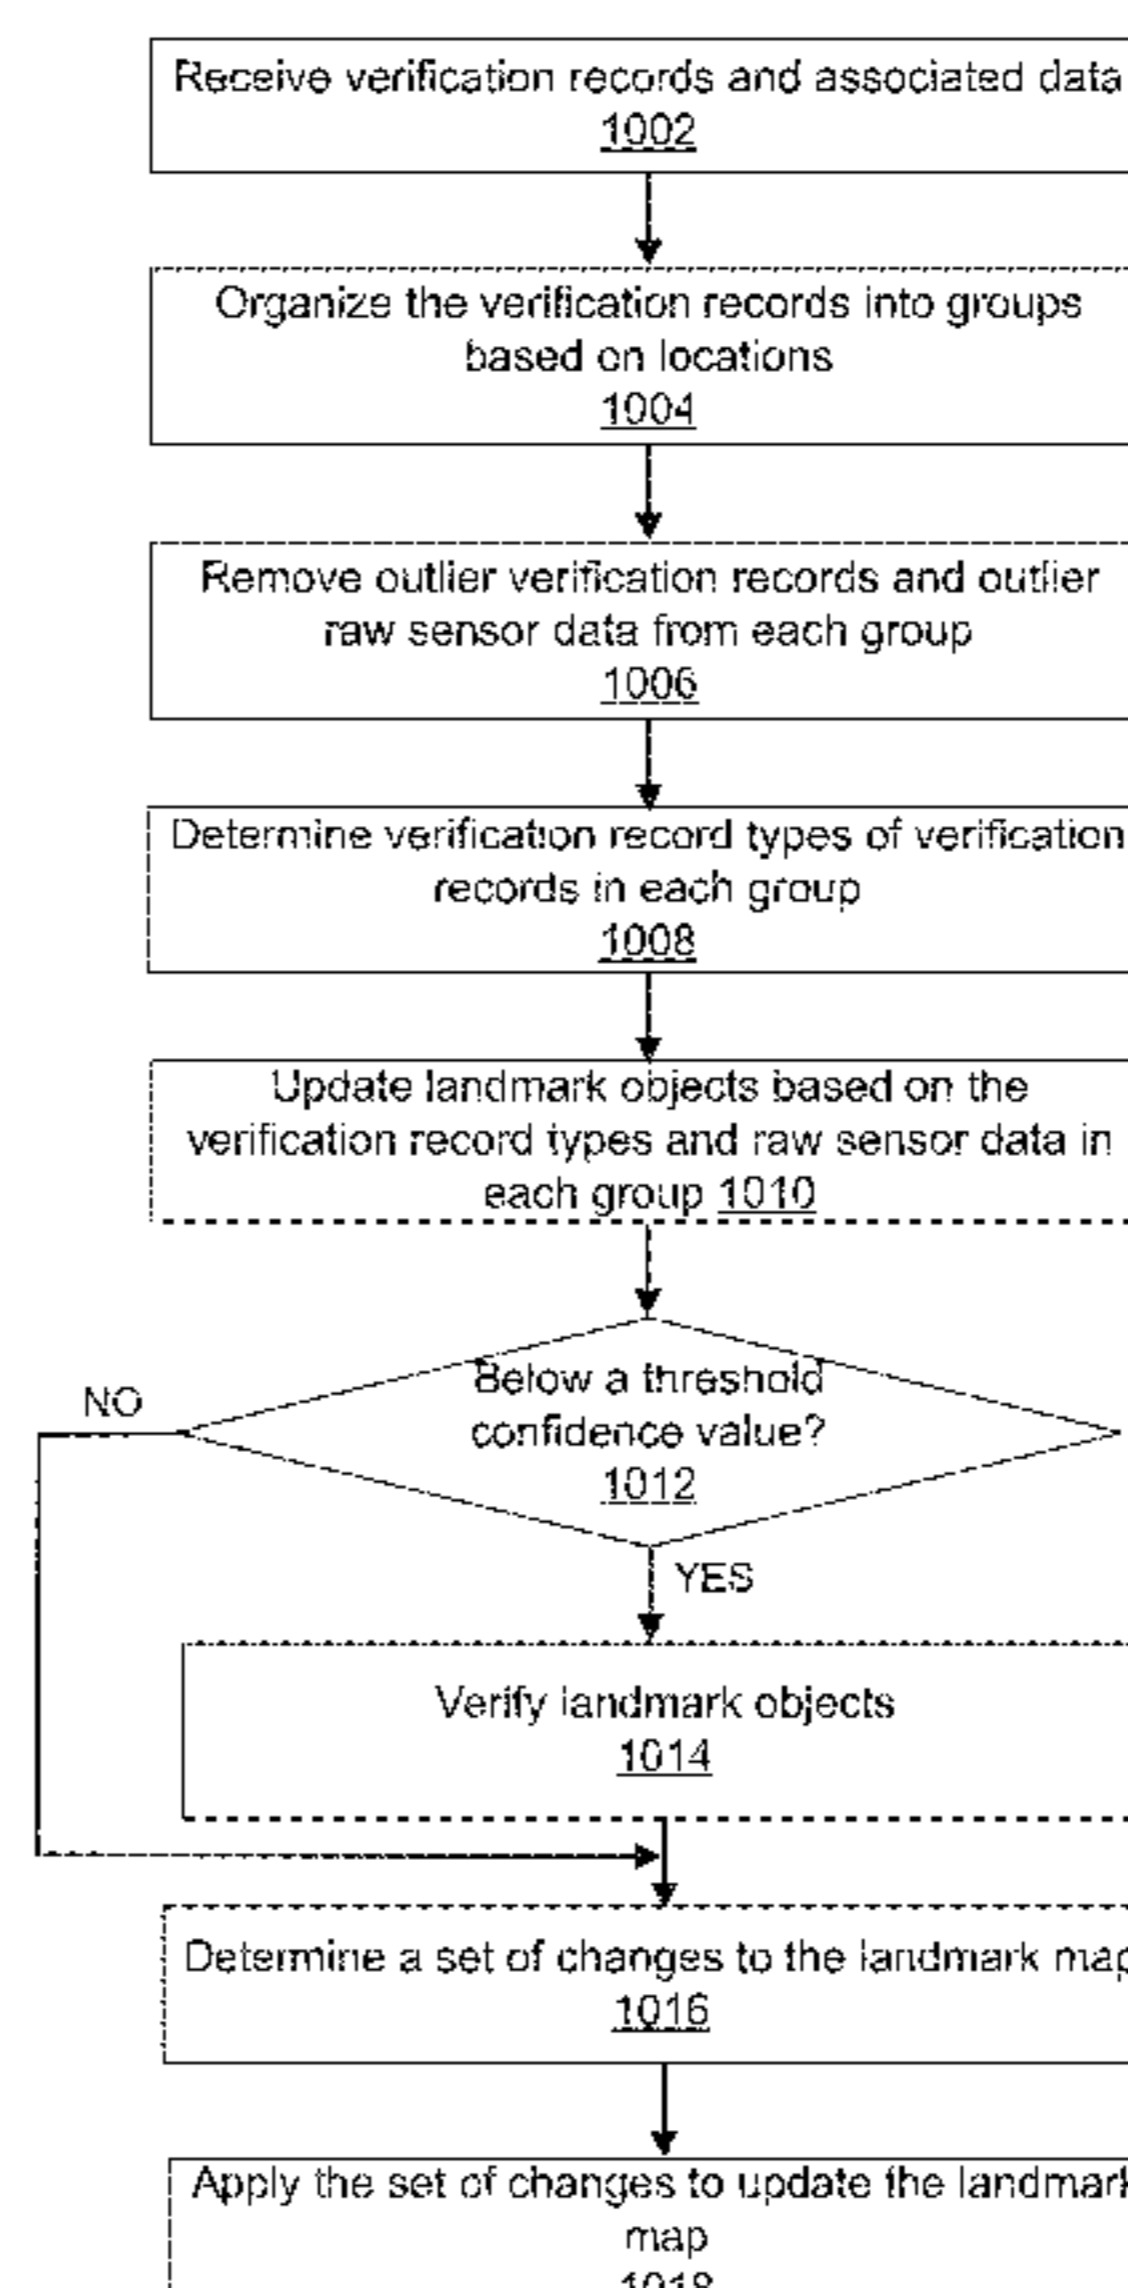 Receive verification records and associated data
1002
Organize the verification records into groups
based on locations
1004
Remove outlier verification records and outlier
raw sensor data from each group
1006
Determine verification record types of verification
records in each group
1008
Update landmark objects based on the
verification record types and raw sensor data in
each group 1010
Below a threshold
confidence value?
1012
NO
YES
Verify landmark objects
1014
Determine a set of changes to the landmark map
1016
Apply the set of changes to update the landmark
map
1018